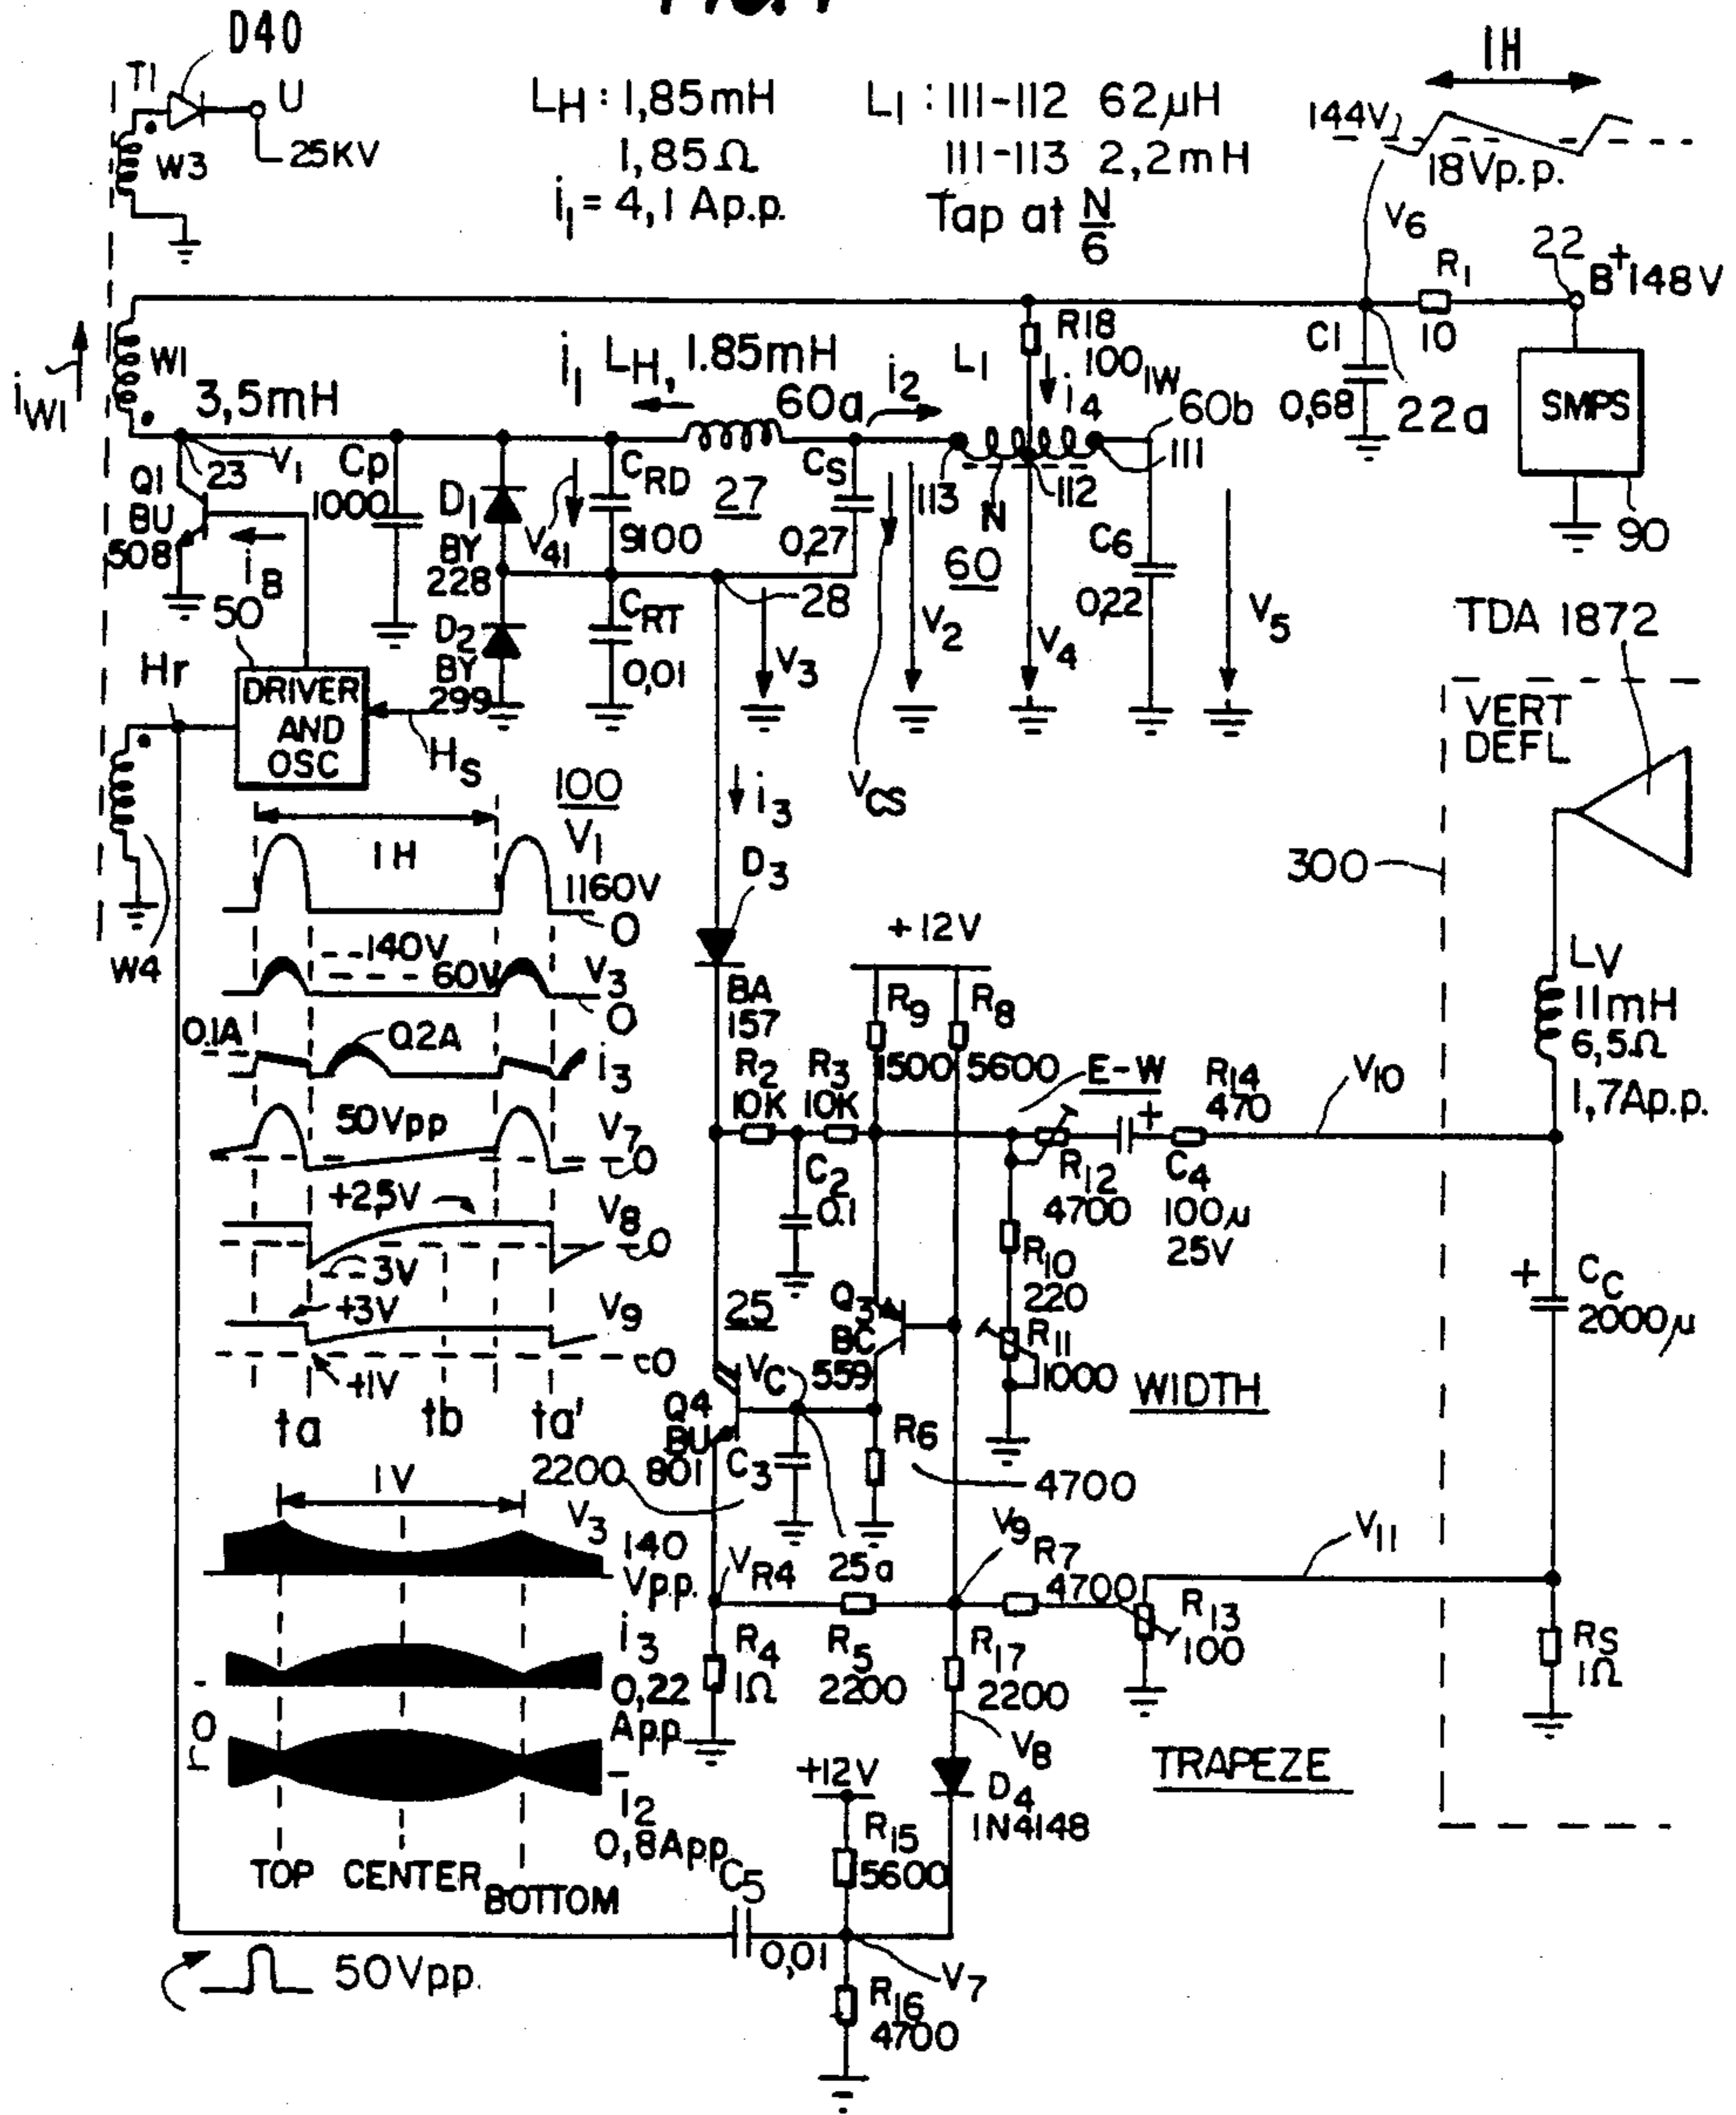 D40
T1
U
25KV
W3
LH : 1,85mH
1,85Ω
i1 = 4,1 Ap.p.
L1 : 111-112 62µH
111-113 2,2mH
Tap at N/6
1H
144V
18Vp.p.
V6
22
B+ 148V
R1
10
C1
0,68
22a
SMPS
90
iW1
W1
3,5mH
i1
LH, 1.85mH
60a
i2
L1
R18
100
1W
i4
60b
111
112
113
N
60
V1
23
Q1
BU
508
iB
50
Cp
1000
D1
BY
228
V41
CRD
9100
27
CS
0,27
28
C6
0,22
V5
V4
V2
V3
VCS
D2
BY
299
CRT
0,01
Hr
DRIVER
AND
OSC
HS
W4
100
1H
V1
1160V
0
140V
60V
V3
0
0.1A
0.2A
i3
50Vpp
V7
0
+2,5V
V8
0
-3V
+3V
V9
0
+1V
ta
tb
ta'
1V
V3
140
Vp.p.
i3
0,22
App
0
i2
0,8App
TOP
CENTER
BOTTOM
50Vpp.
i3
D3
BA
157
+12V
R9
1500
R8
5600
R2
10K
R3
10K
E-W
R14
470
V10
C2
0.1
R12
4700
C4
100µ
25V
R10
220
R11
1000
WIDTH
25
Q3
BC
559
VC
Q4
BU
801
C3
2200
R6
4700
25a
VR4
V9
R7
4700
V11
R13
100
R4
1Ω
R5
2200
R17
2200
V8
TRAPEZE
+12V
D4
1N4148
R15
5600
C5
0,01
V7
R16
4700
TDA 1872
VERT
DEFL
300
LV
11mH
6,5Ω
1,7Ap.p.
+
CC
2000µ
RS
1Ω